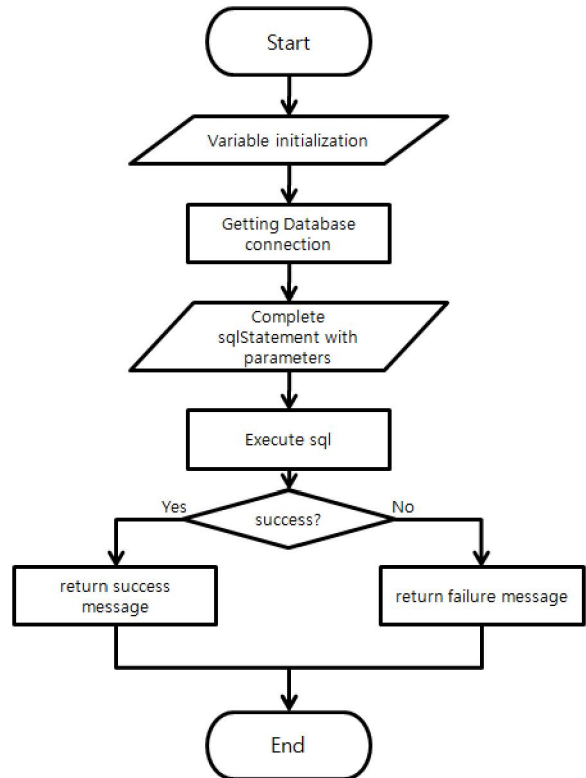 Start
Variable initialization
Getting Database
connection
Complete
sqlStatement with
parameters
Execute sql
Yes
success?
No
return success
message
return failure message
End